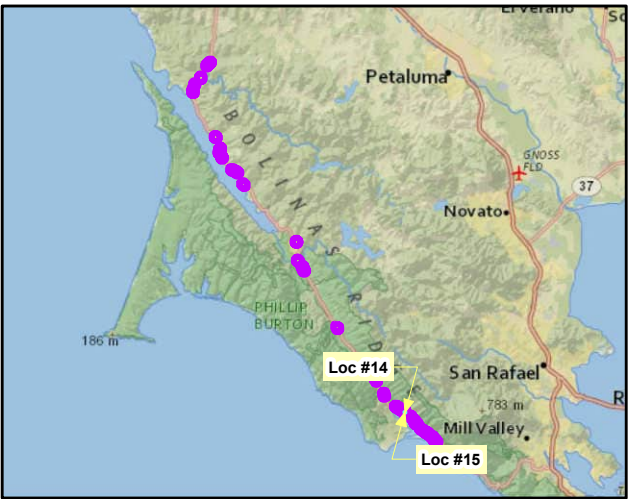 El Verano
Petaluma
BOLINAS RIDGE
GNOSS
FLD
37
Novato
PHILLIP
BURTON
186 m
Loc #14
San Rafael
783 m
Mill Valley
Loc #15